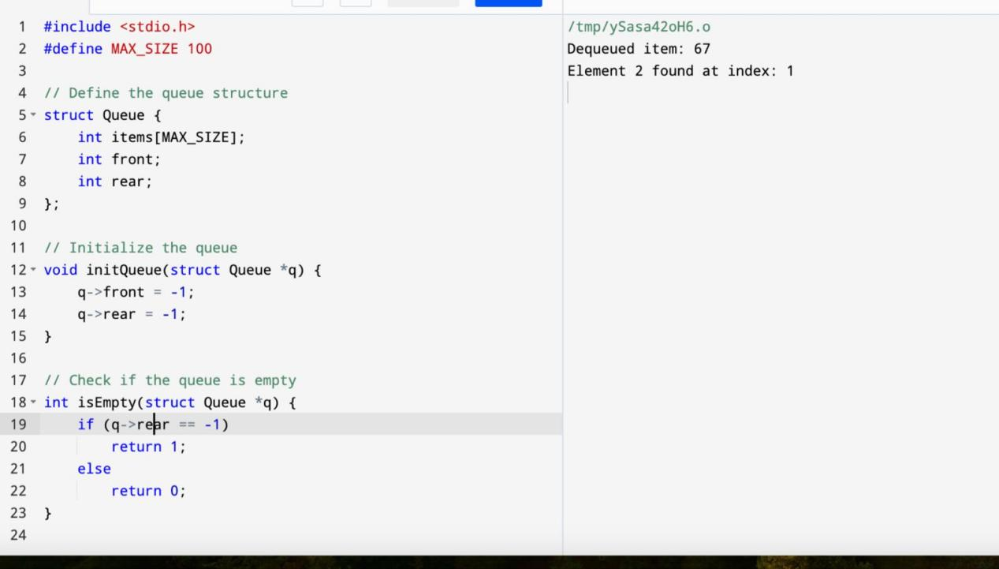 1 #include <stdio.h>
2 #define MAX_SIZE 100
3
4 // Define the queue structure
5 struct Queue {
6     int items[MAX_SIZE];
7     int front;
8     int rear;
9 };
10
11 // Initialize the queue
12 void initQueue(struct Queue *q) {
13     q->front = -1;
14     q->rear = -1;
15 }
16
17 // Check if the queue is empty
18 int isEmpty(struct Queue *q) {
19     if (q->rear == -1)
20         return 1;
21     else
22         return 0;
23 }
24
/tmp/ySasa42oH6.o
Dequeued item: 67
Element 2 found at index: 1